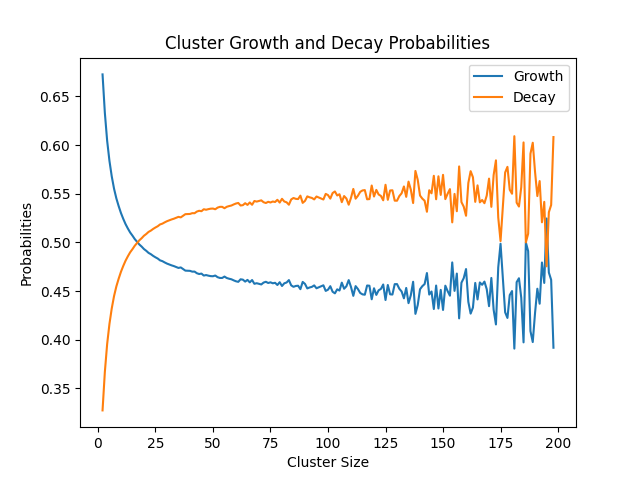 Cluster Growth and Decay Probabilities
Growth
Decay
0.65
0.60
0.55
0.50
0.45
0.40
0.35
Probabilities
0 25 50 75 100 125 150 175 200
Cluster Size